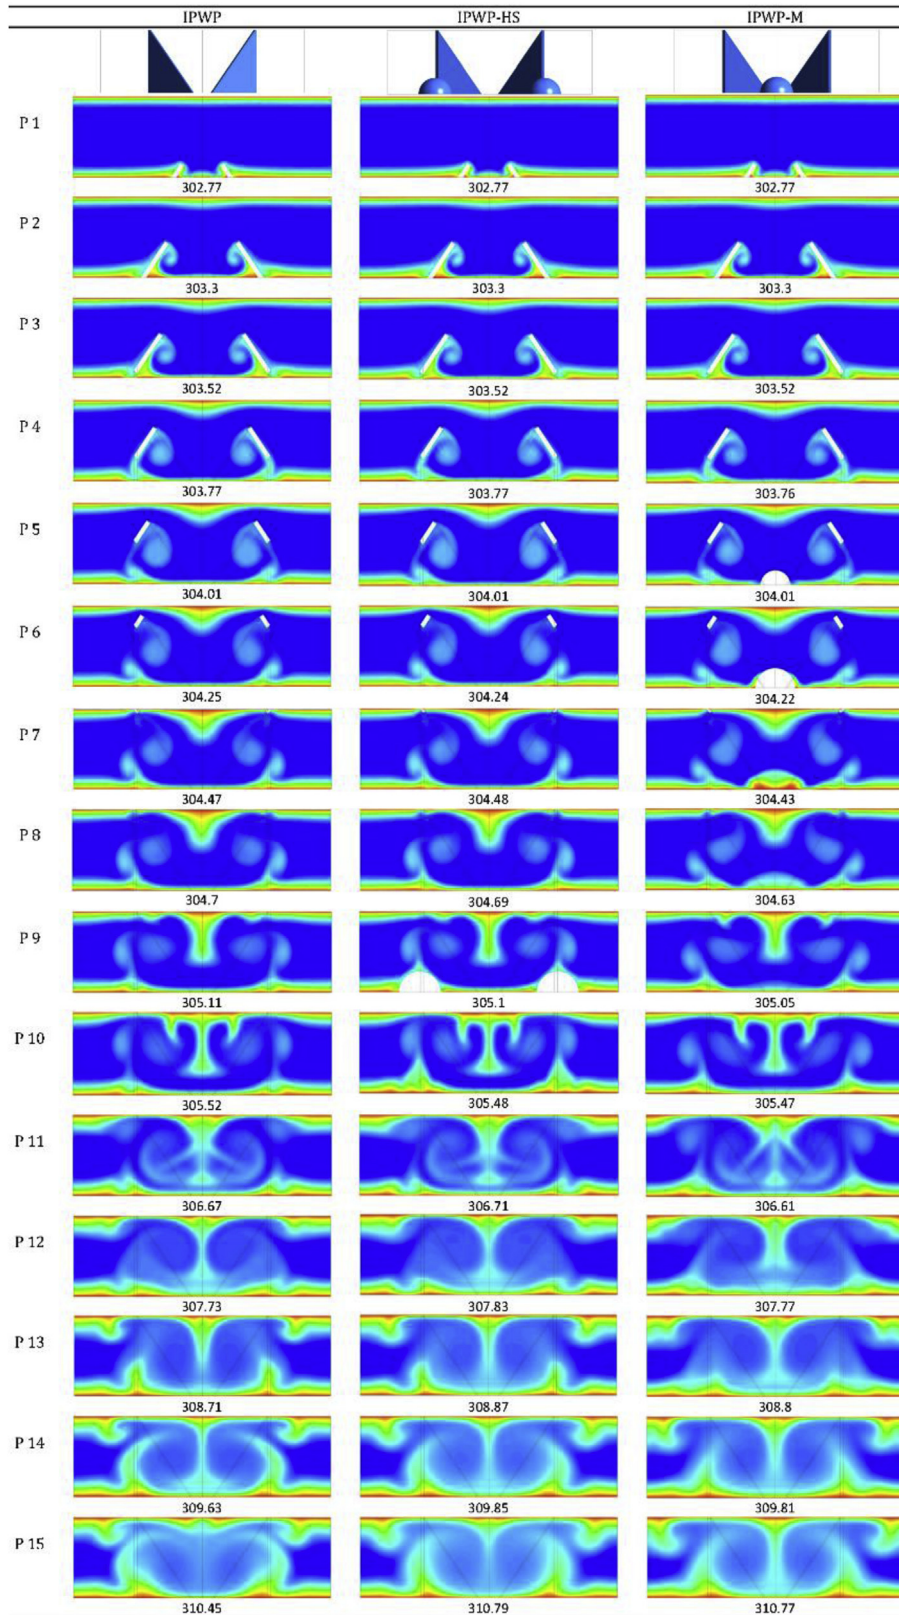 IPWP IPWP-HS IPWP-M
P 1
302.77 302.77 302.77
P 2
303.3 303.3 303.3
P 3
303.52 303.52 303.52
P 4
303.77 303.77 303.76
P 5
304.01 304.01 304.01
P 6
304.25 304.24 304.22
P 7
304.47 304.48 304.43
P 8
304.7 304.69 304.63
P 9
305.11 305.1 305.05
P 10
305.52 305.48 305.47
P 11
306.67 306.71 306.61
P 12
307.73 307.83 307.77
P 13
308.71 308.87 308.8
P 14
309.63 309.85 309.81
P 15
310.45 310.79 310.77